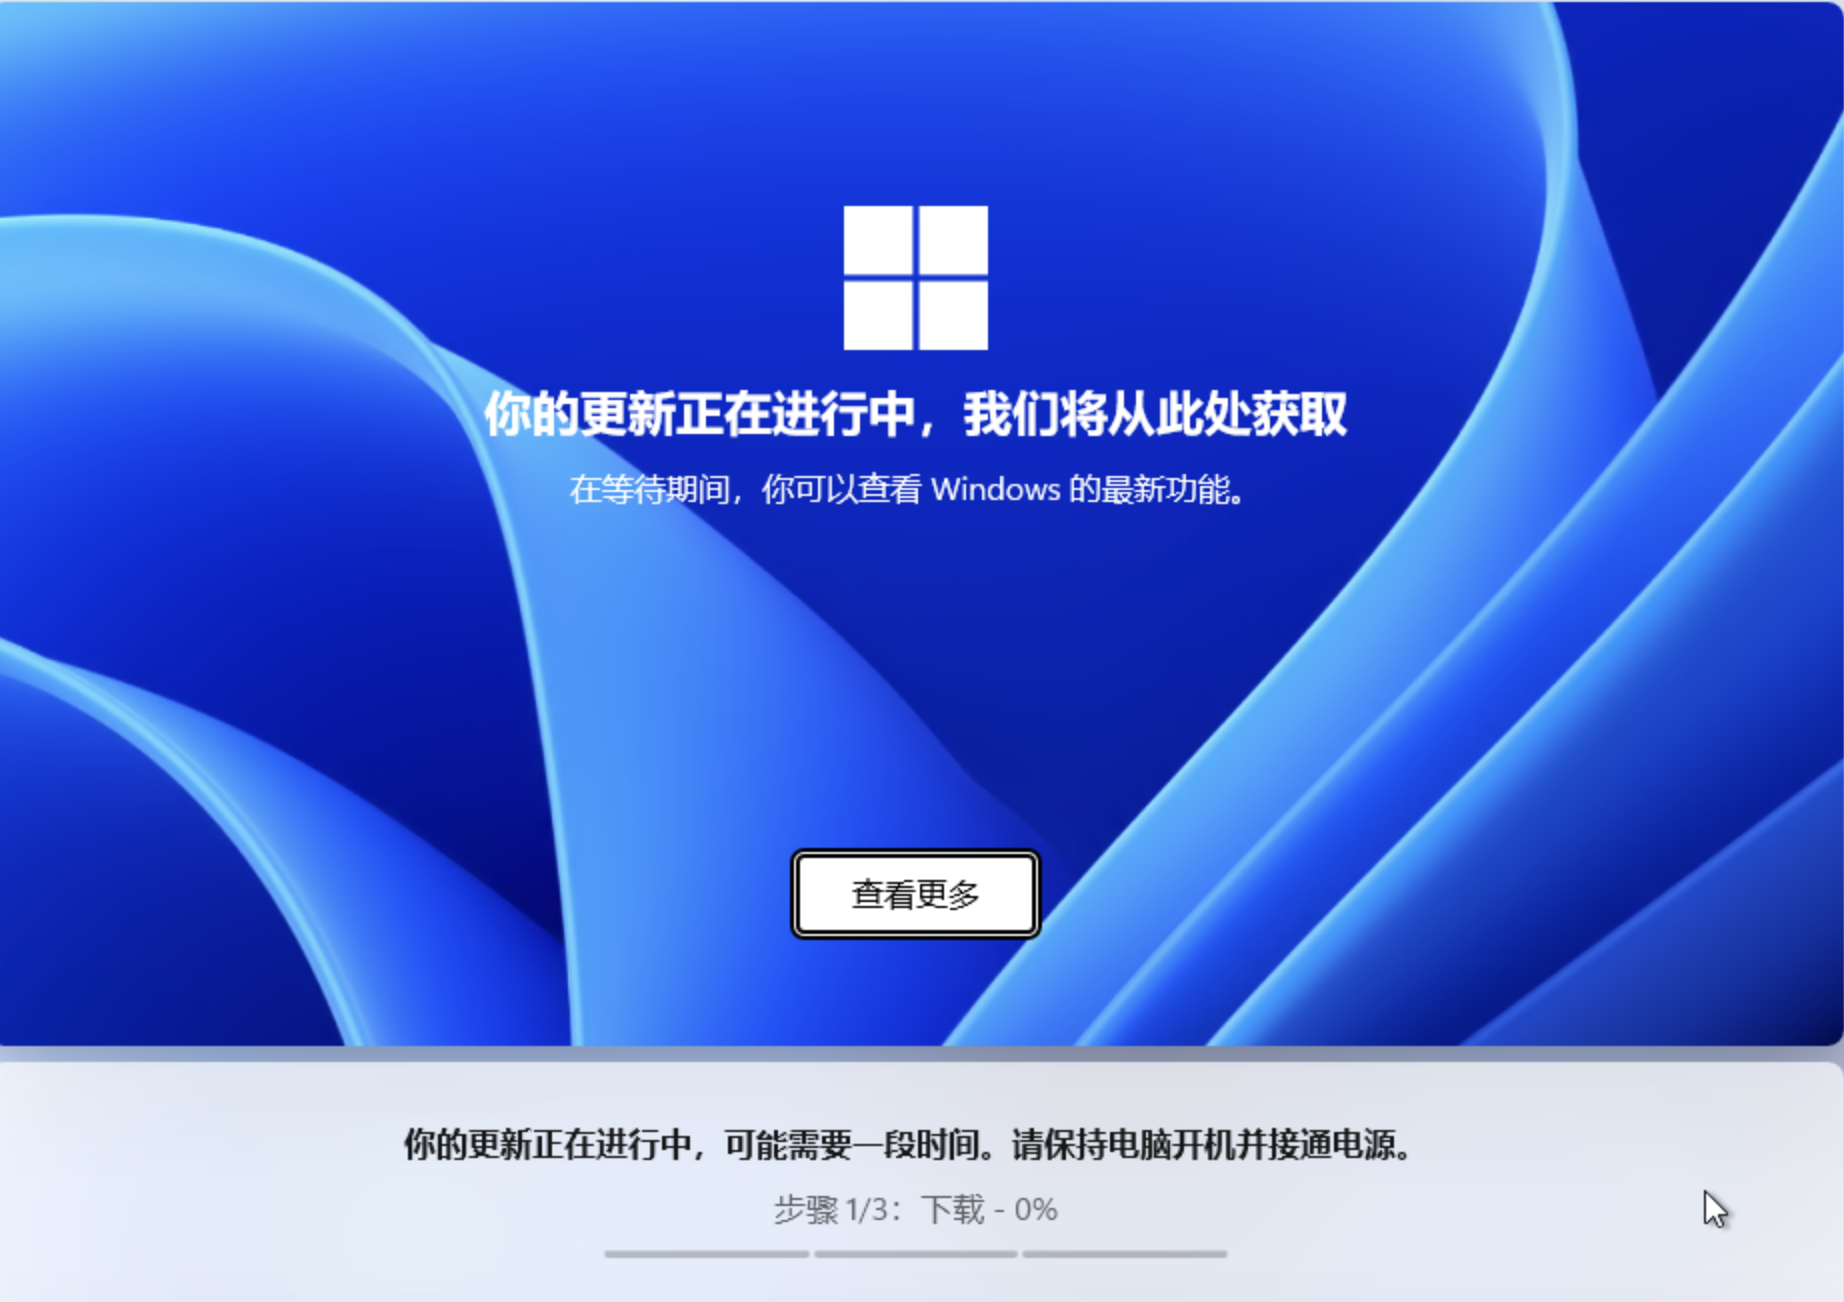 你的更新正在进行中，我们将从此处获取
在等待期间，你可以查看 Windows 的最新功能。
查看更多
你的更新正在进行中，可能需要一段时间。请保持电脑开机并接通电源。
步骤 1/3：下载 - 0%